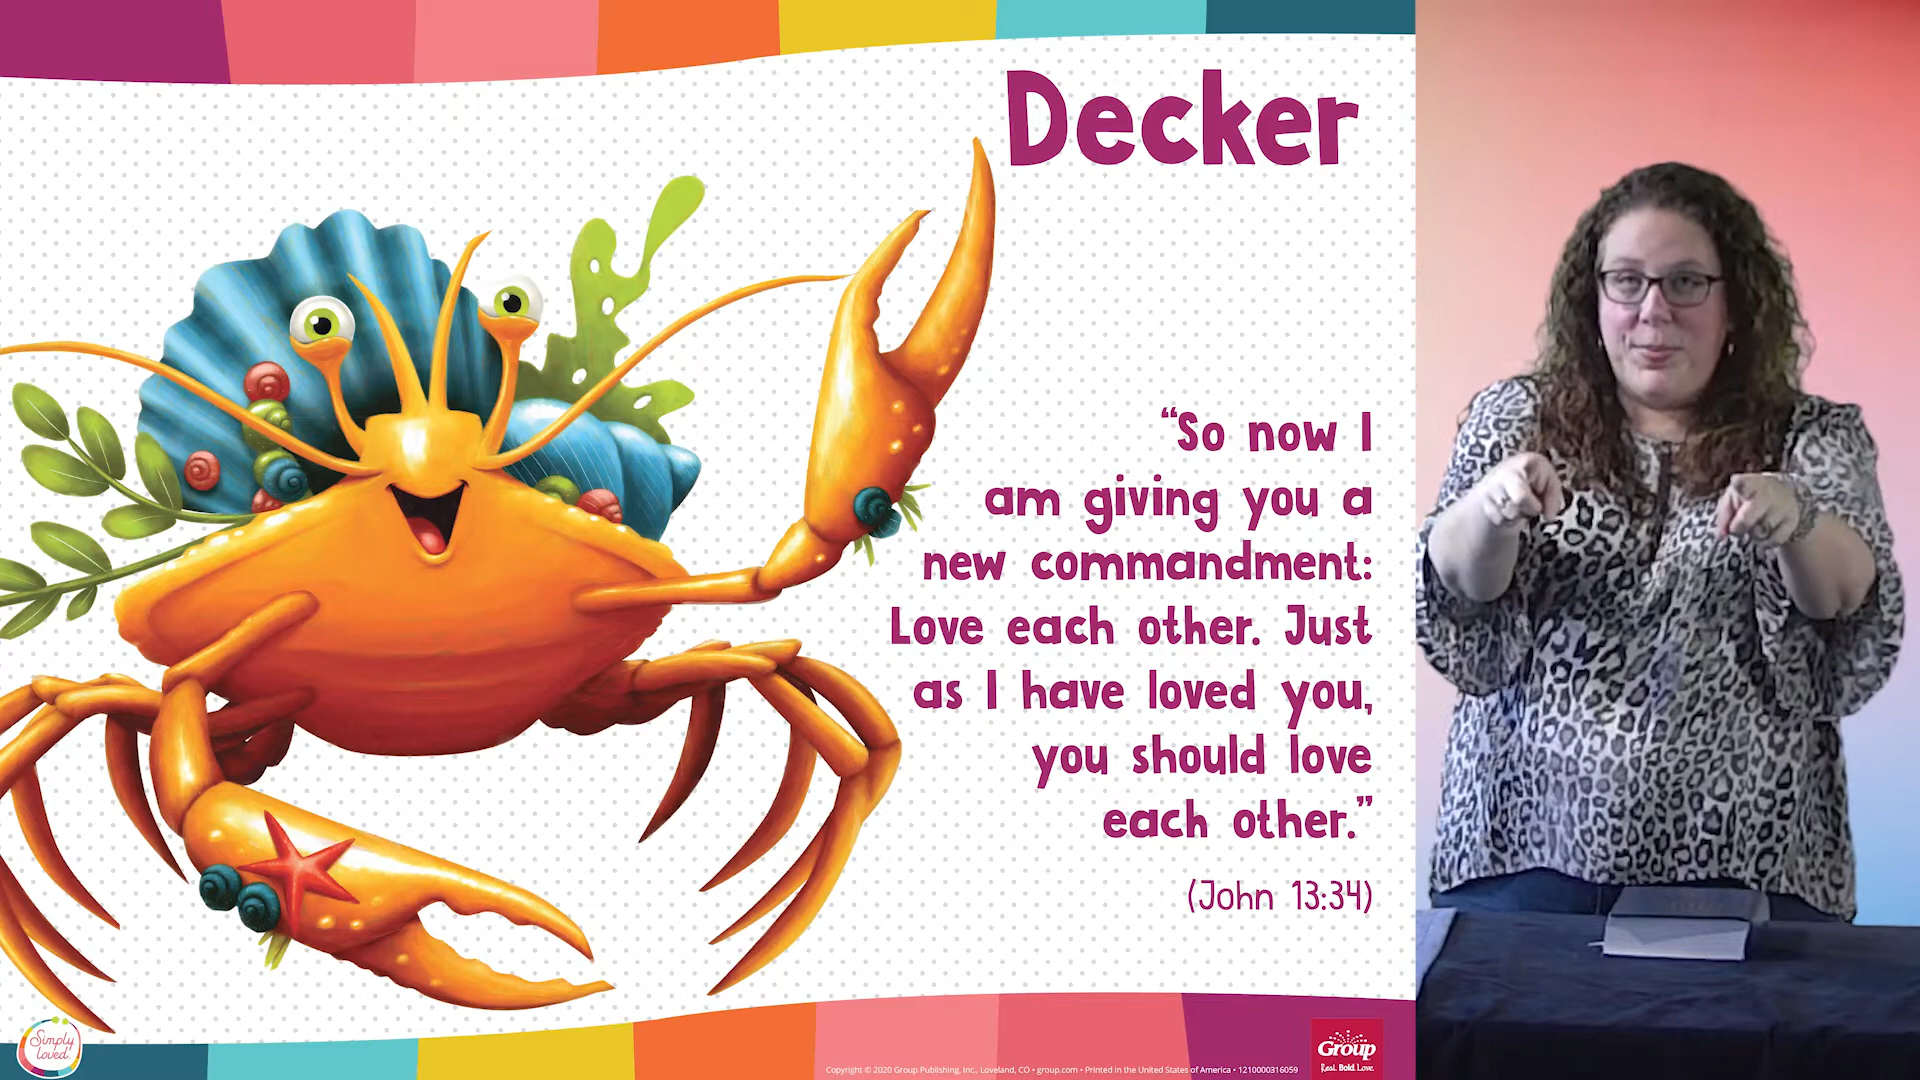 Decker
“So now I
am giving you a
new commandment:
Love each other. Just
as I have loved you,
you should love
each other.”
(John 13:34)
Simply
loved.
Copyright © 2020 Group Publishing, Inc., Loveland, CO • group.com • Printed in the United States of America • 1210000316059
Group
Real. Bold. Love.